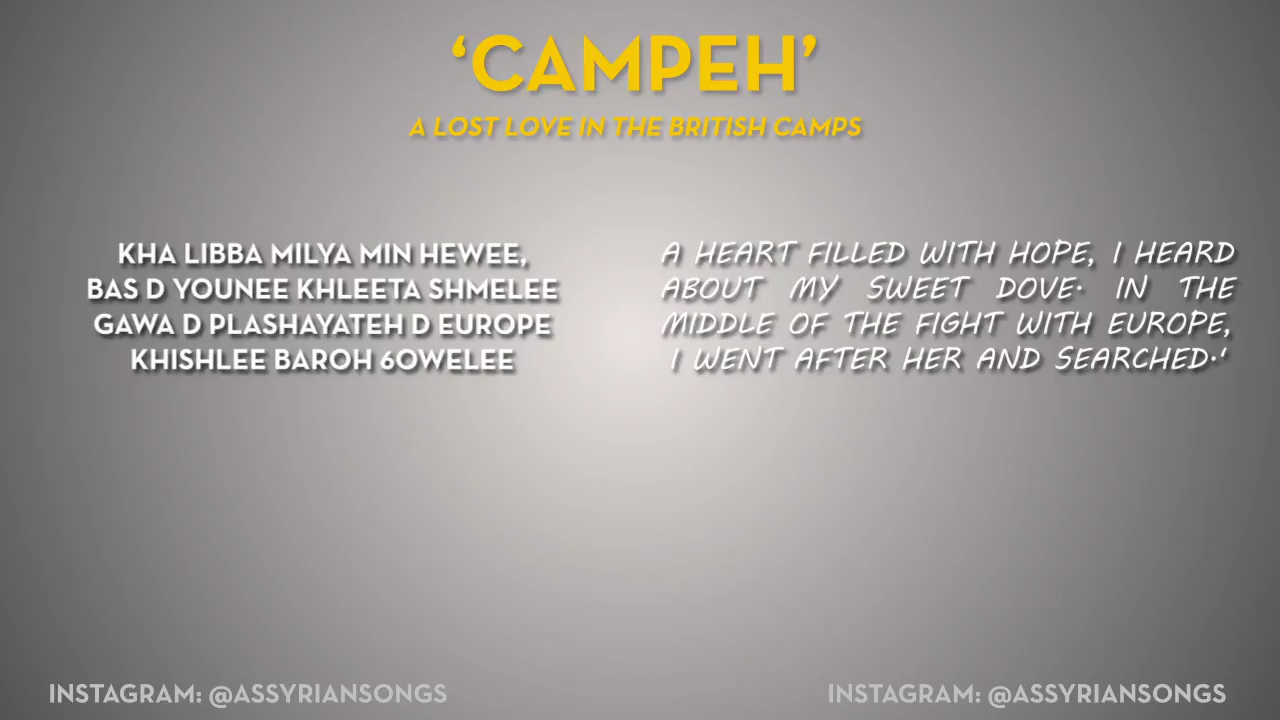 ‘CAMPEH’
A LOST LOVE IN THE BRITISH CAMPS
KHA LIBBA MILYA MIN HEWEE,
BAS D YOUNEE KHLEETA SHMELEE
GAWA D PLASHAYATEH D EUROPE
KHISHLEE BAROH 6OWELEE
A HEART FILLED WITH HOPE, I HEARD
ABOUT MY SWEET DOVE. IN THE
MIDDLE OF THE FIGHT WITH EUROPE,
I WENT AFTER HER AND SEARCHED.'
INSTAGRAM: @ASSYRIANSONGS
INSTAGRAM: @ASSYRIANSONGS